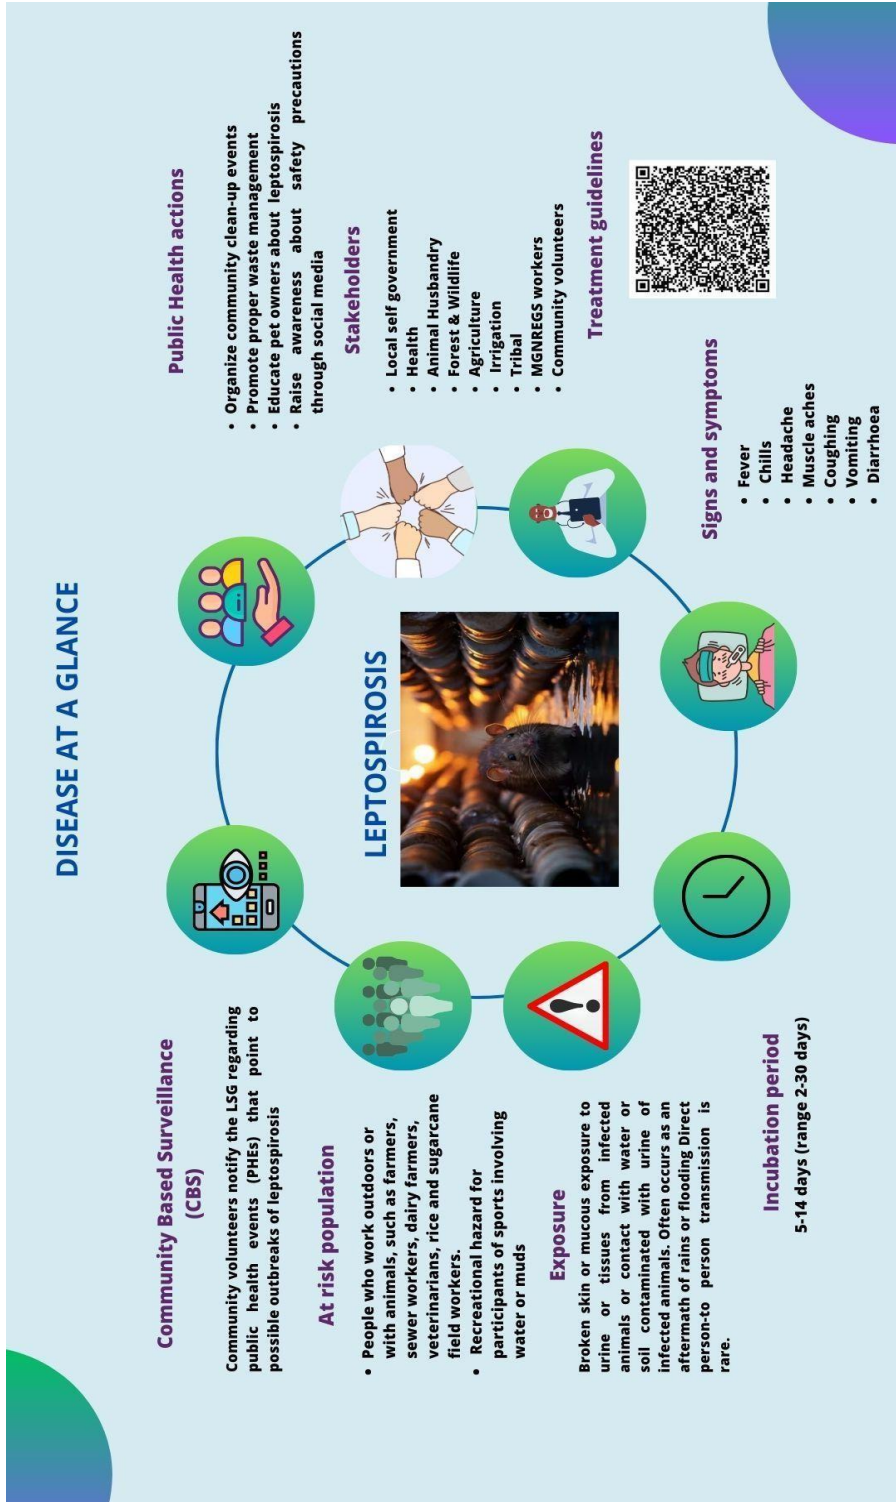 DISEASE AT A GLANCE
Community Based Surveillance
(CBS)
Community volunteers notify the LSG regarding
public health events (PHEs) that point to
possible outbreaks of leptospirosis
At risk population
• People who work outdoors or
with animals, such as farmers,
sewer workers, dairy farmers,
veterinarians, rice and sugarcane
field workers.
• Recreational hazard for
participants of sports involving
water or muds
Exposure
Broken skin or mucous exposure to
urine or tissues from infected
animals or contact with water or
soil contaminated with urine of
infected animals. Often occurs as an
aftermath of rains or flooding Direct
person-to person transmission is
rare.
Incubation period
5-14 days (range 2-30 days)
LEPTOSPIROSIS
Public Health actions
• Organize community clean-up events
• Promote proper waste management
• Educate pet owners about leptospirosis
• Raise awareness about safety precautions
through social media
Stakeholders
• Local self government
• Health
• Animal Husbandry
• Forest & Wildlife
• Agriculture
• Irrigation
• Tribal
• MGNREGS workers
• Community volunteers
Treatment guidelines
Signs and symptoms
• Fever
• Chills
• Headache
• Muscle aches
• Coughing
• Vomiting
• Diarrhoea